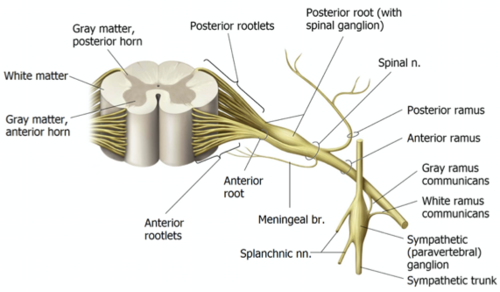 Posterior root (with
spinal ganglion)
Gray matter,
posterior horn
Posterior rootlets
Spinal n.
White matter
Posterior ramus
Gray matter,
anterior horn
Anterior ramus
Gray ramus
communicans
Anterior
root
White ramus
communicans
Anterior
rootlets
Meningeal br.
Sympathetic
(paravertebral)
ganglion
Splanchnic nn.
Sympathetic trunk